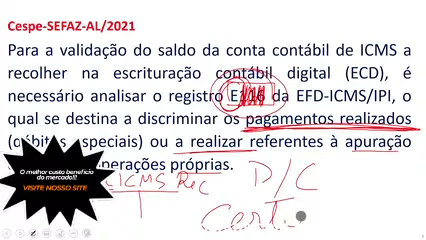 Cespe-SEFAZ-AL/2021
Para a validação do saldo da conta contábil de ICMS a
recolher na escrituração contábil digital (ECD), é
necessário analisar o registro da EFD-ICMS/IPI, o
qual se destina a discriminar os pagamentos realizados
especiais) ou a realizar referentes à apuração
operações próprias.
O melhor custo benefício
do mercado!!!
VISITE NOSSO SITE
ICMS Rec
D/C